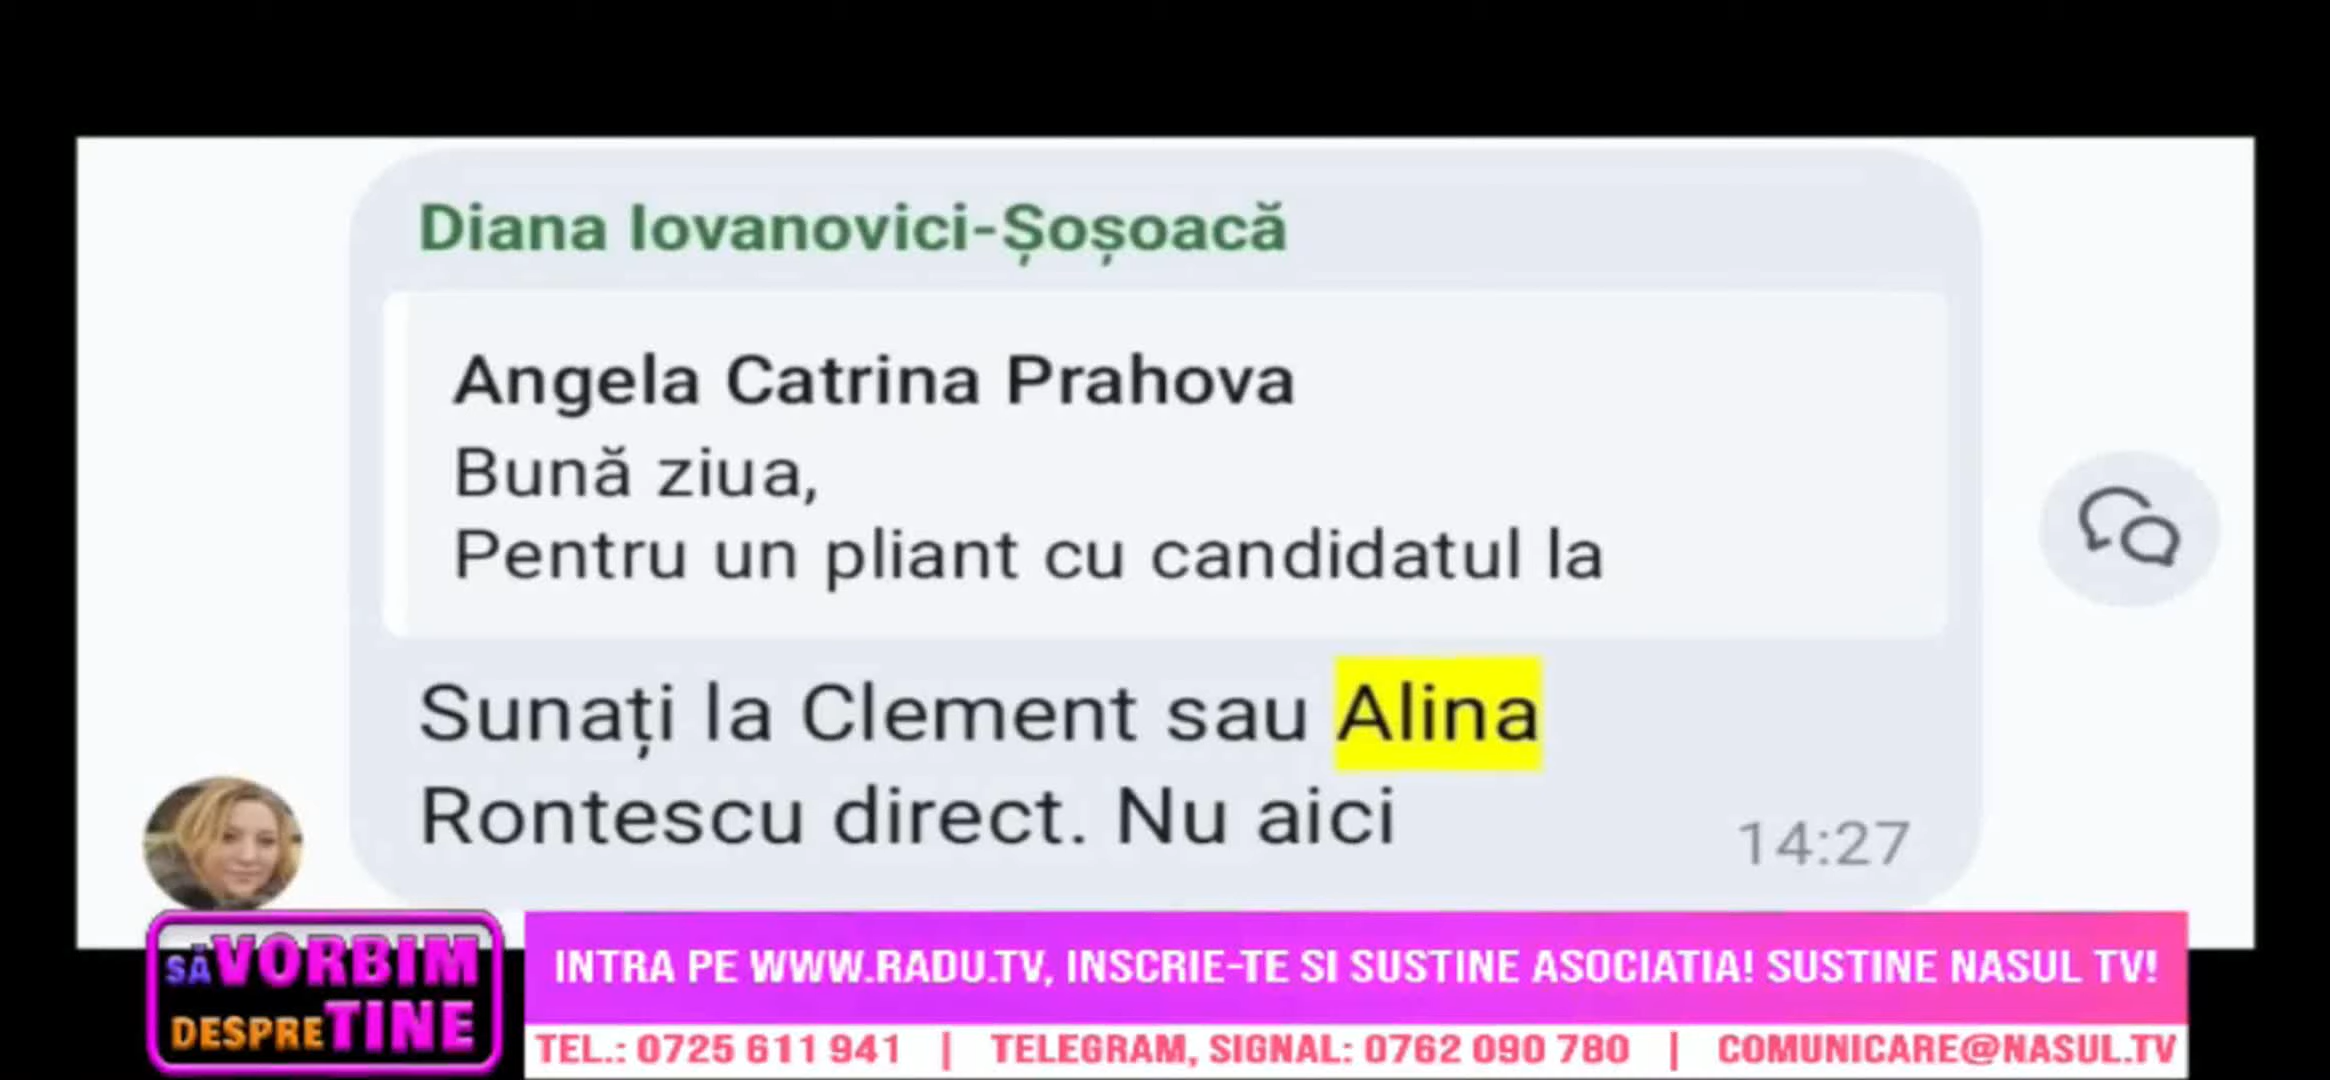 Diana Iovanovici-Șoșoacă
Angela Catrina Prahova
Bună ziua,
Pentru un pliant cu candidatul la
Sunați la Clement sau Alina
Rontescu direct. Nu aici
14:27
SĂ VORBIM
DESPRE TINE
INTRA PE WWW.RADU.TV, INSCRIE-TE SI SUSTINE ASOCIATIA! SUSTINE NASUL TV!
TEL.: 0725 611 941 | TELEGRAM, SIGNAL: 0762 090 780 | COMUNICARE@NASUL.TV